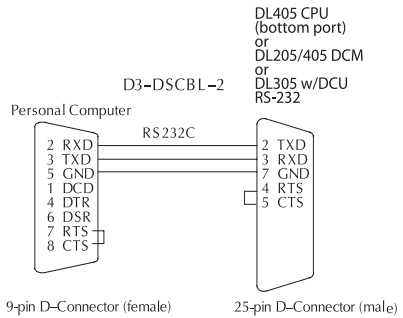 DL405 CPU
(bottom port)
or
DL205/405 DCM
or
DL305 w/DCU
RS-232
D3–DSCBL–2
Personal Computer
RS232C
2 RXD
3 TXD
5 GND
1 DCD
4 DTR
6 DSR
7 RTS
8 CTS
2 TXD
3 RXD
7 GND
4 RTS
5 CTS
9-pin D–Connector (female)
25-pin D–Connector (male)